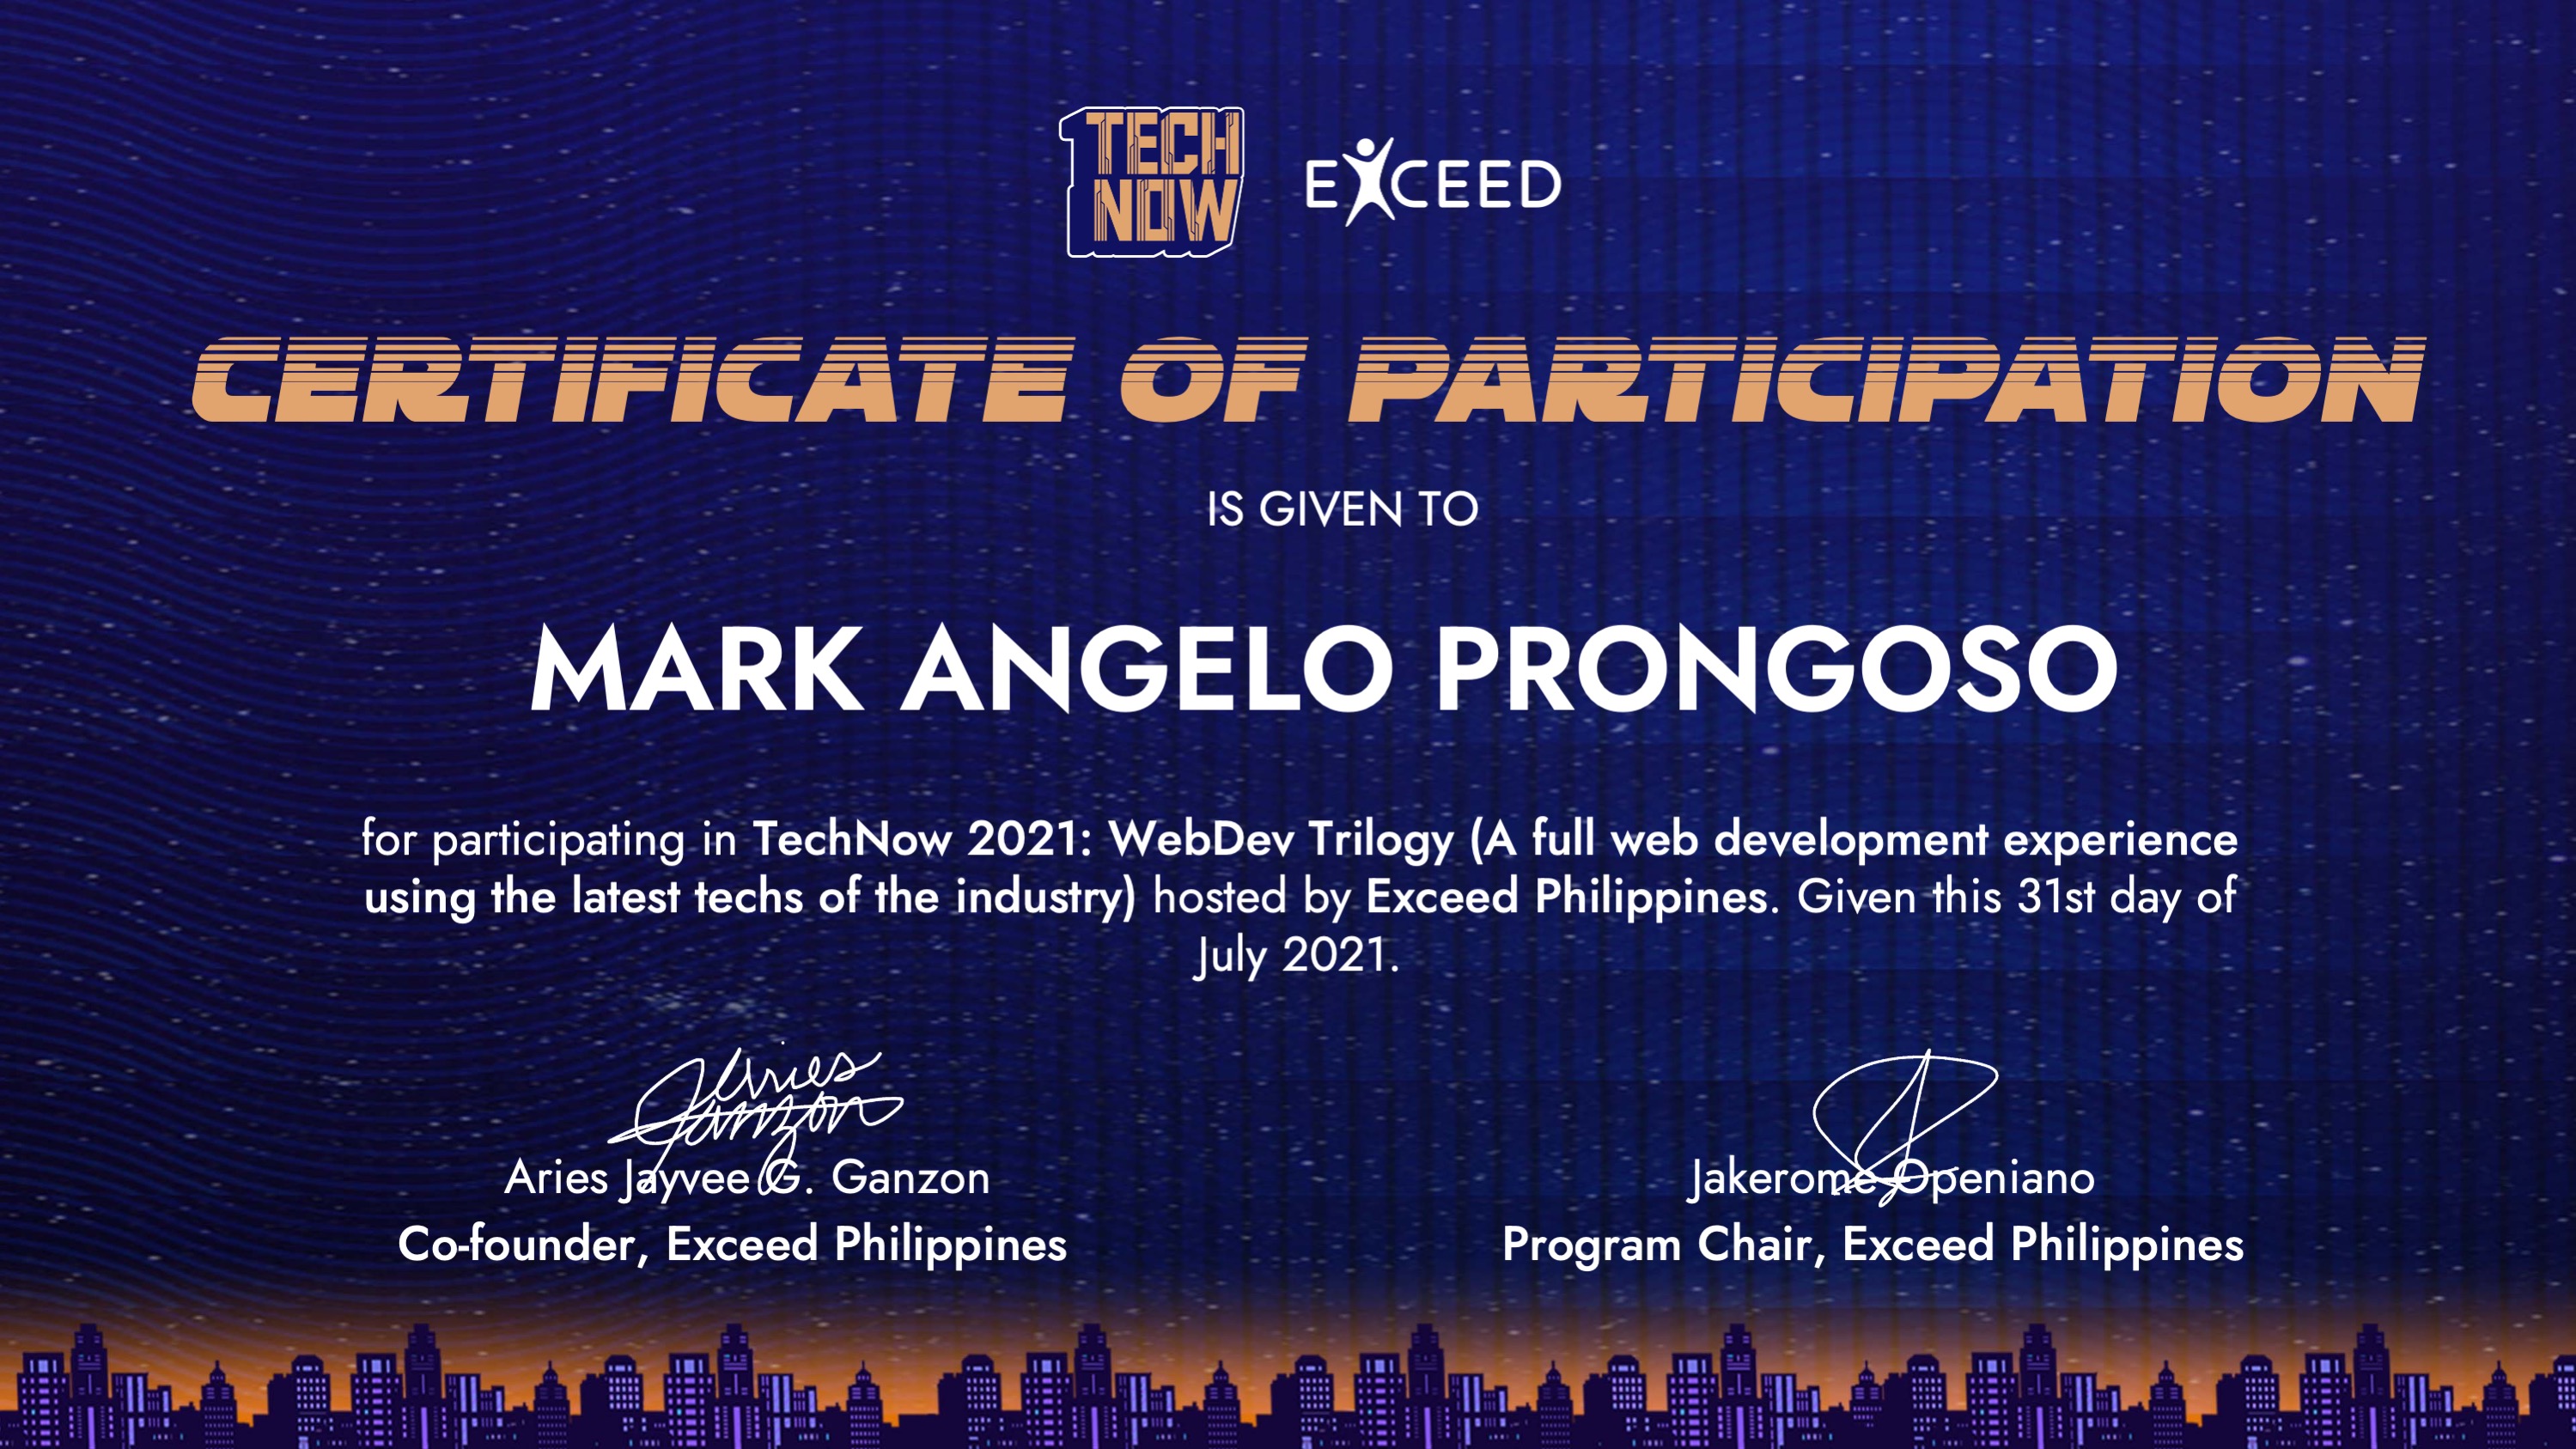 TECH
NOW
EXCEED
CERTIFICATE OF PARTICIPATION
IS GIVEN TO
MARK ANGELO PRONGOSO
for participating in TechNow 2021: WebDev Trilogy (A full web development experience
using the latest techs of the industry) hosted by Exceed Philippines. Given this 31st day of
July 2021.
Aries
Ganzon
Aries Jayvee G. Ganzon
Co-founder, Exceed Philippines
Jakerome Openiano
Program Chair, Exceed Philippines